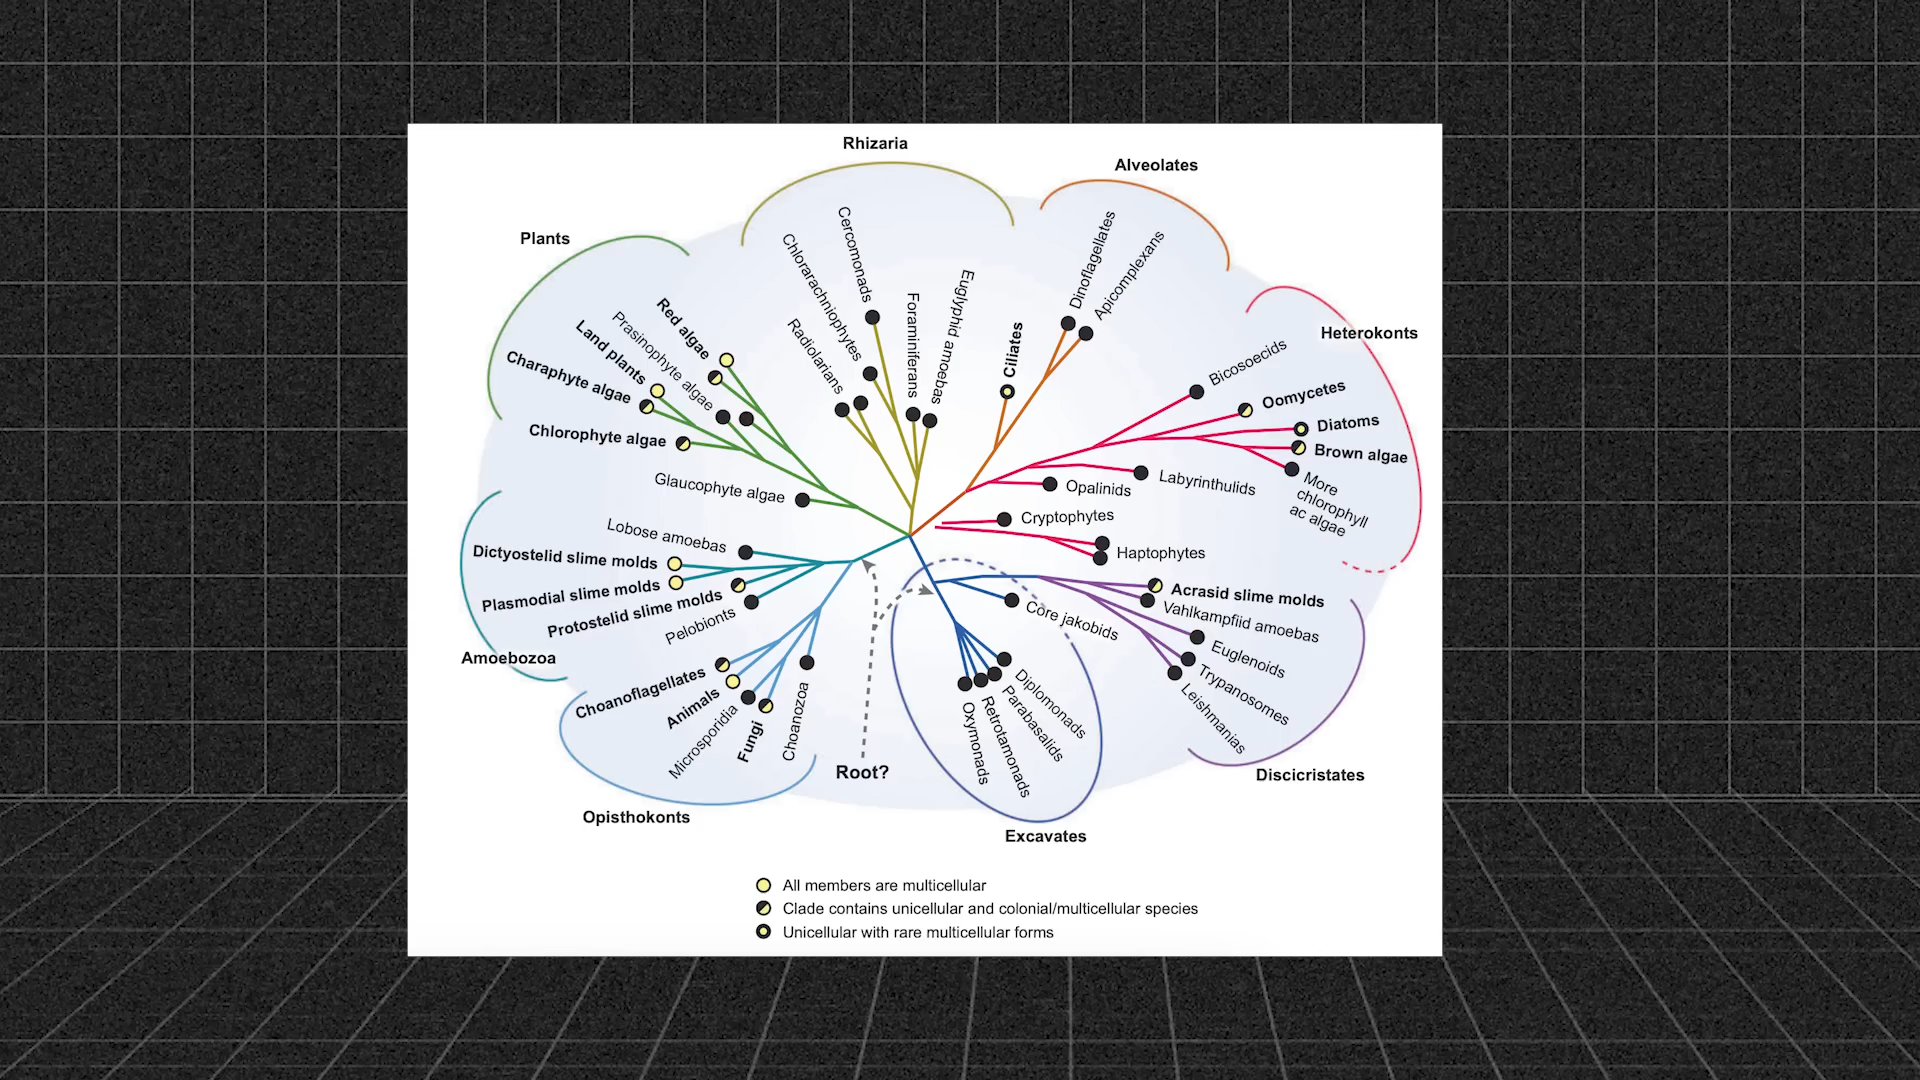 Rhizaria
Alveolates
Plants
Heterokonts
Cercomonads
Chlorarachniophytes
Radiolarians
Foraminiferans
Euglyphid amoebas
Ciliates
Dinoflagellates
Apicomplexans
Red algae
Prasinophyte algae
Land plants
Charaphyte algae
Chlorophyte algae
Glaucophyte algae
Bicosoecids
Oomycetes
Diatoms
Brown algae
More
chlorophyll
ac algae
Labyrinthulids
Opalinids
Cryptophytes
Haptophytes
Lobose amoebas
Dictyostelid slime molds
Plasmodial slime molds
Protostelid slime molds
Pelobionts
Amoebozoa
Choanoflagellates
Animals
Microsporidia
Fungi
Choanozoa
Opisthokonts
Root?
Acrasid slime molds
Vahlkampfiid amoebas
Euglenoids
Trypanosomes
Leishmanias
Discicristates
Core jakobids
Diplomonads
Parabasalids
Retrotamonads
Oxymonads
Excavates
All members are multicellular
Clade contains unicellular and colonial/multicellular species
Unicellular with rare multicellular forms